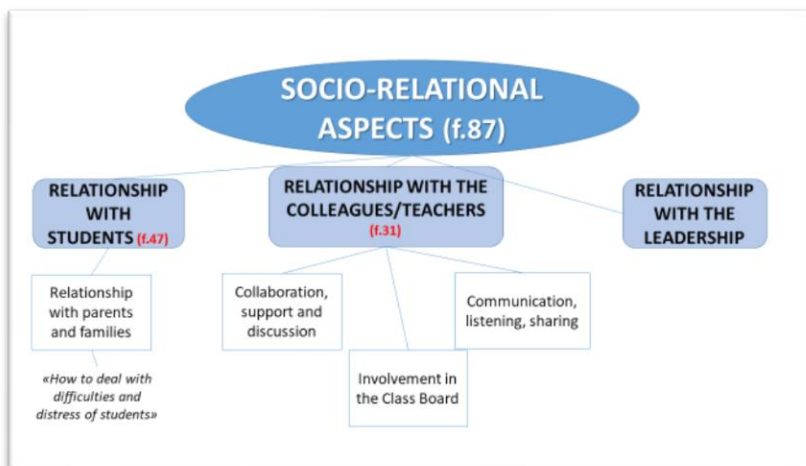 SOCIO-RELATIONAL
ASPECTS (f.87)
RELATIONSHIP
WITH
STUDENTS (f.47)
RELATIONSHIP WITH THE
COLLEAGUES/TEACHERS
(f.31)
RELATIONSHIP
WITH THE
LEADERSHIP
Relationship
with parents
and families
Collaboration,
support and
discussion
Communication,
listening, sharing
Involvement in
the Class Board
«How to deal with
difficulties and
distress of students»